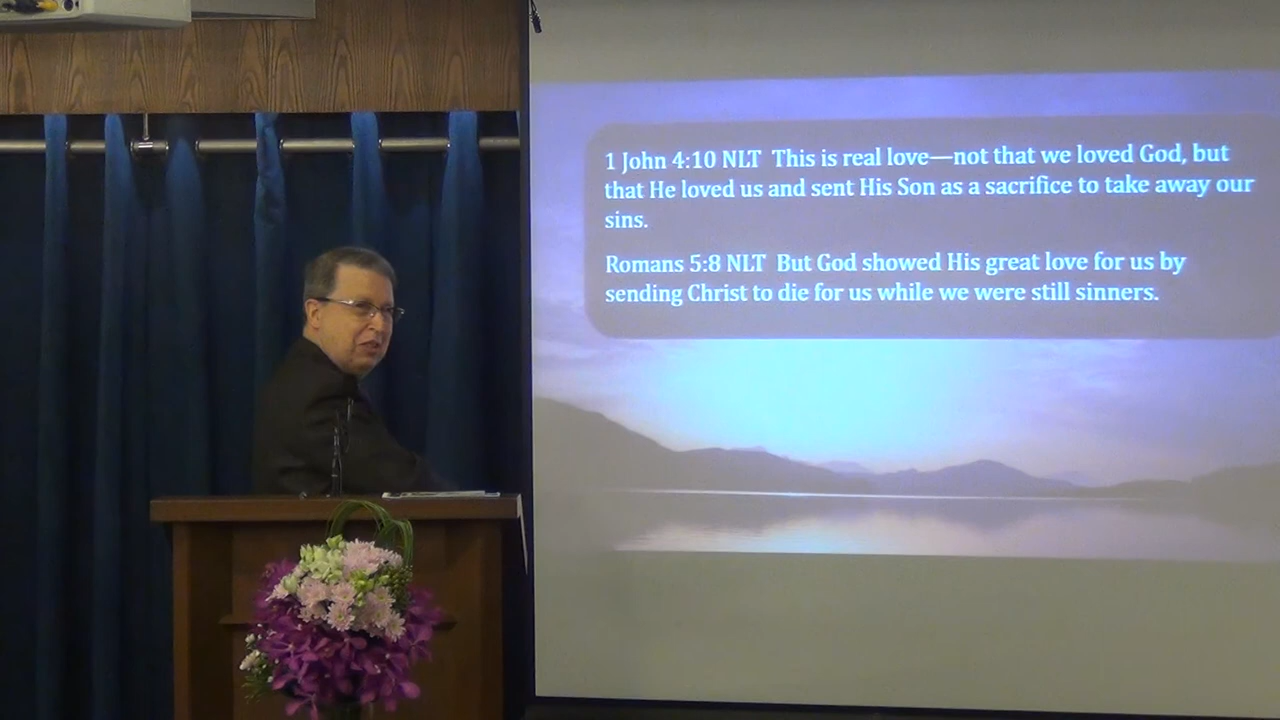 1 John 4:10 NLT  This is real love—not that we loved God, but
that He loved us and sent His Son as a sacrifice to take away our
sins.
Romans 5:8 NLT  But God showed His great love for us by
sending Christ to die for us while we were still sinners.